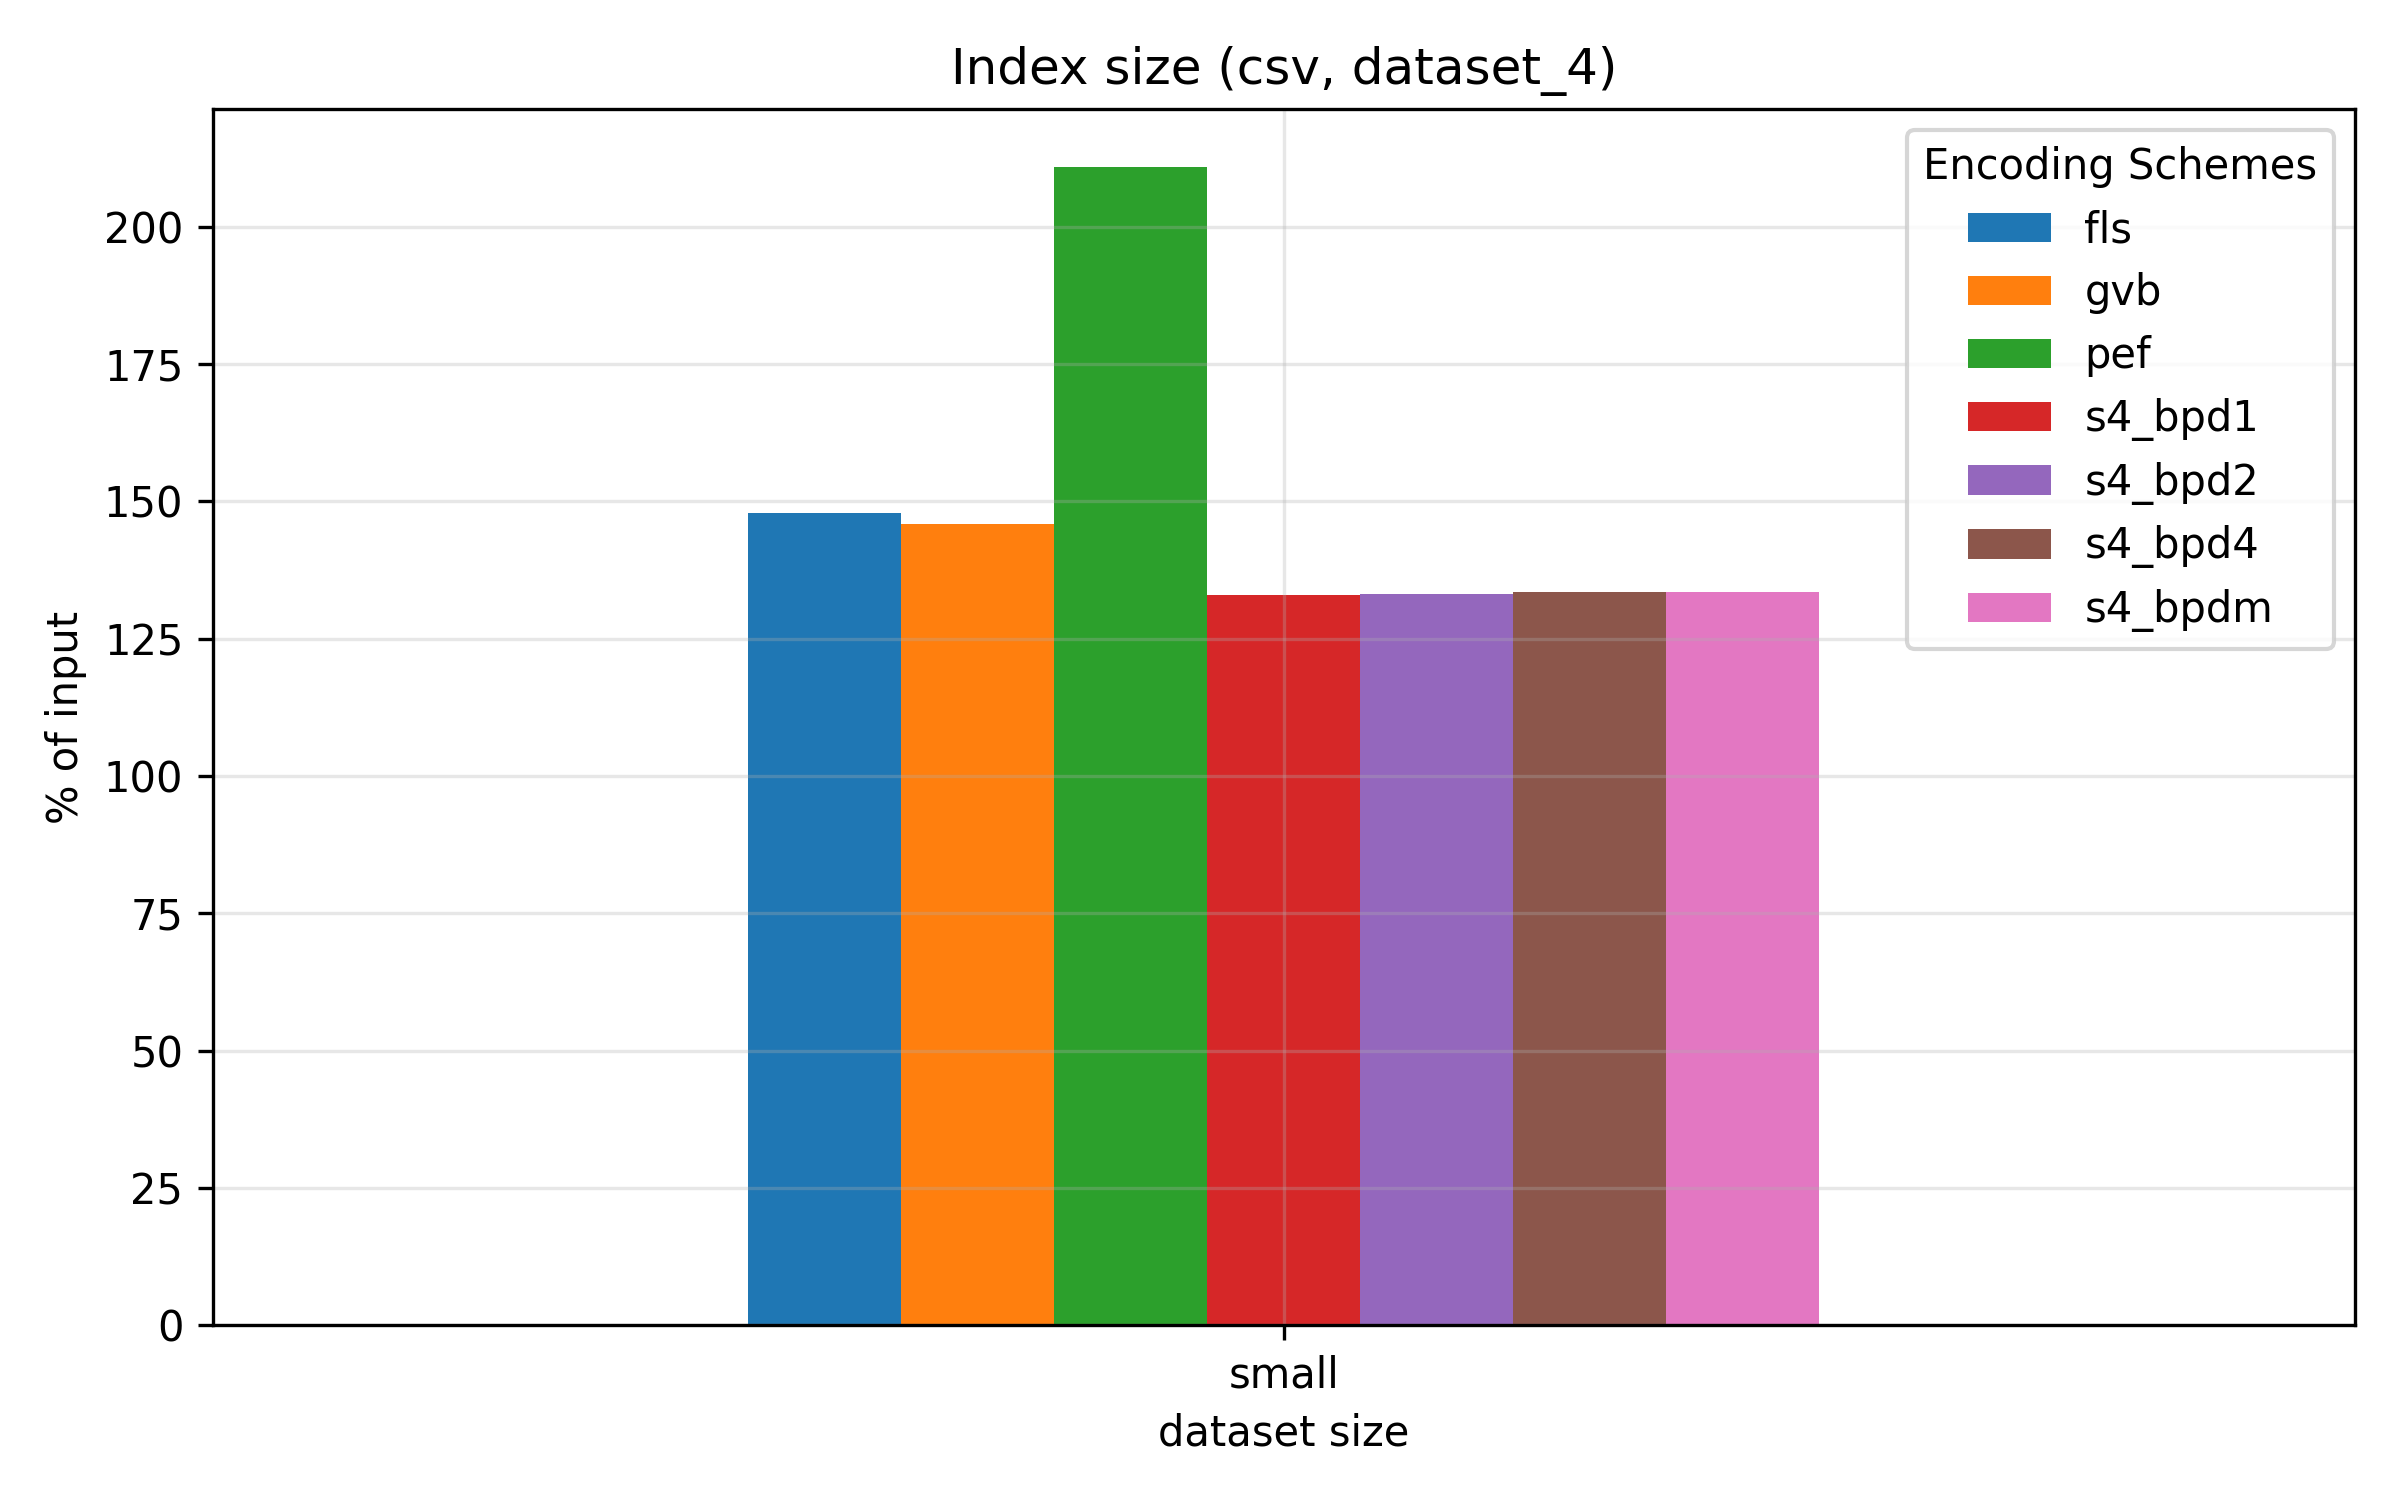 Index size (csv, dataset_4)
Encoding Schemes
fls
gvb
pef
s4_bpd1
s4_bpd2
s4_bpd4
s4_bpdm
% of input
200
175
150
125
100
75
50
25
0
small
dataset size